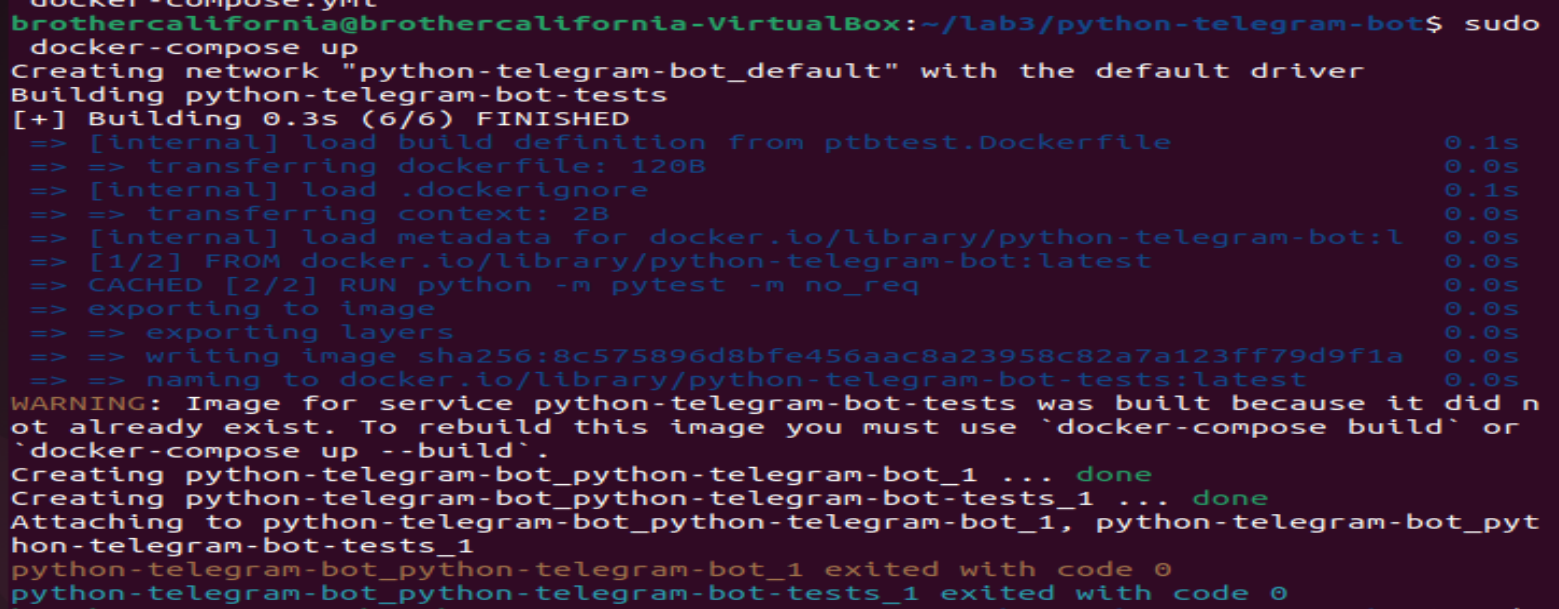 docker-compose.yml
brothercalifornia@brothercalifornia-VirtualBox:~/lab3/python-telegram-bot$ sudo
 docker-compose up
Creating network "python-telegram-bot_default" with the default driver
Building python-telegram-bot-tests
[+] Building 0.3s (6/6) FINISHED
 => [internal] load build definition from ptbtest.Dockerfile 0.1s
 => => transferring dockerfile: 120B 0.0s
 => [internal] load .dockerignore 0.1s
 => => transferring context: 2B 0.0s
 => [internal] load metadata for docker.io/library/python-telegram-bot:l 0.0s
 => [1/2] FROM docker.io/library/python-telegram-bot:latest 0.0s
 => CACHED [2/2] RUN python -m pytest -m no_req 0.0s
 => exporting to image 0.0s
 => => exporting layers 0.0s
 => => writing image sha256:8c575896d8bfe456aac8a23958c82a7a123ff79d9f1a 0.0s
 => => naming to docker.io/library/python-telegram-bot-tests:latest 0.0s
WARNING: Image for service python-telegram-bot-tests was built because it did n
ot already exist. To rebuild this image you must use `docker-compose build` or
`docker-compose up --build`.
Creating python-telegram-bot_python-telegram-bot_1 ... done
Creating python-telegram-bot_python-telegram-bot-tests_1 ... done
Attaching to python-telegram-bot_python-telegram-bot_1, python-telegram-bot_pyt
hon-telegram-bot-tests_1
python-telegram-bot_python-telegram-bot_1 exited with code 0
python-telegram-bot_python-telegram-bot-tests_1 exited with code 0